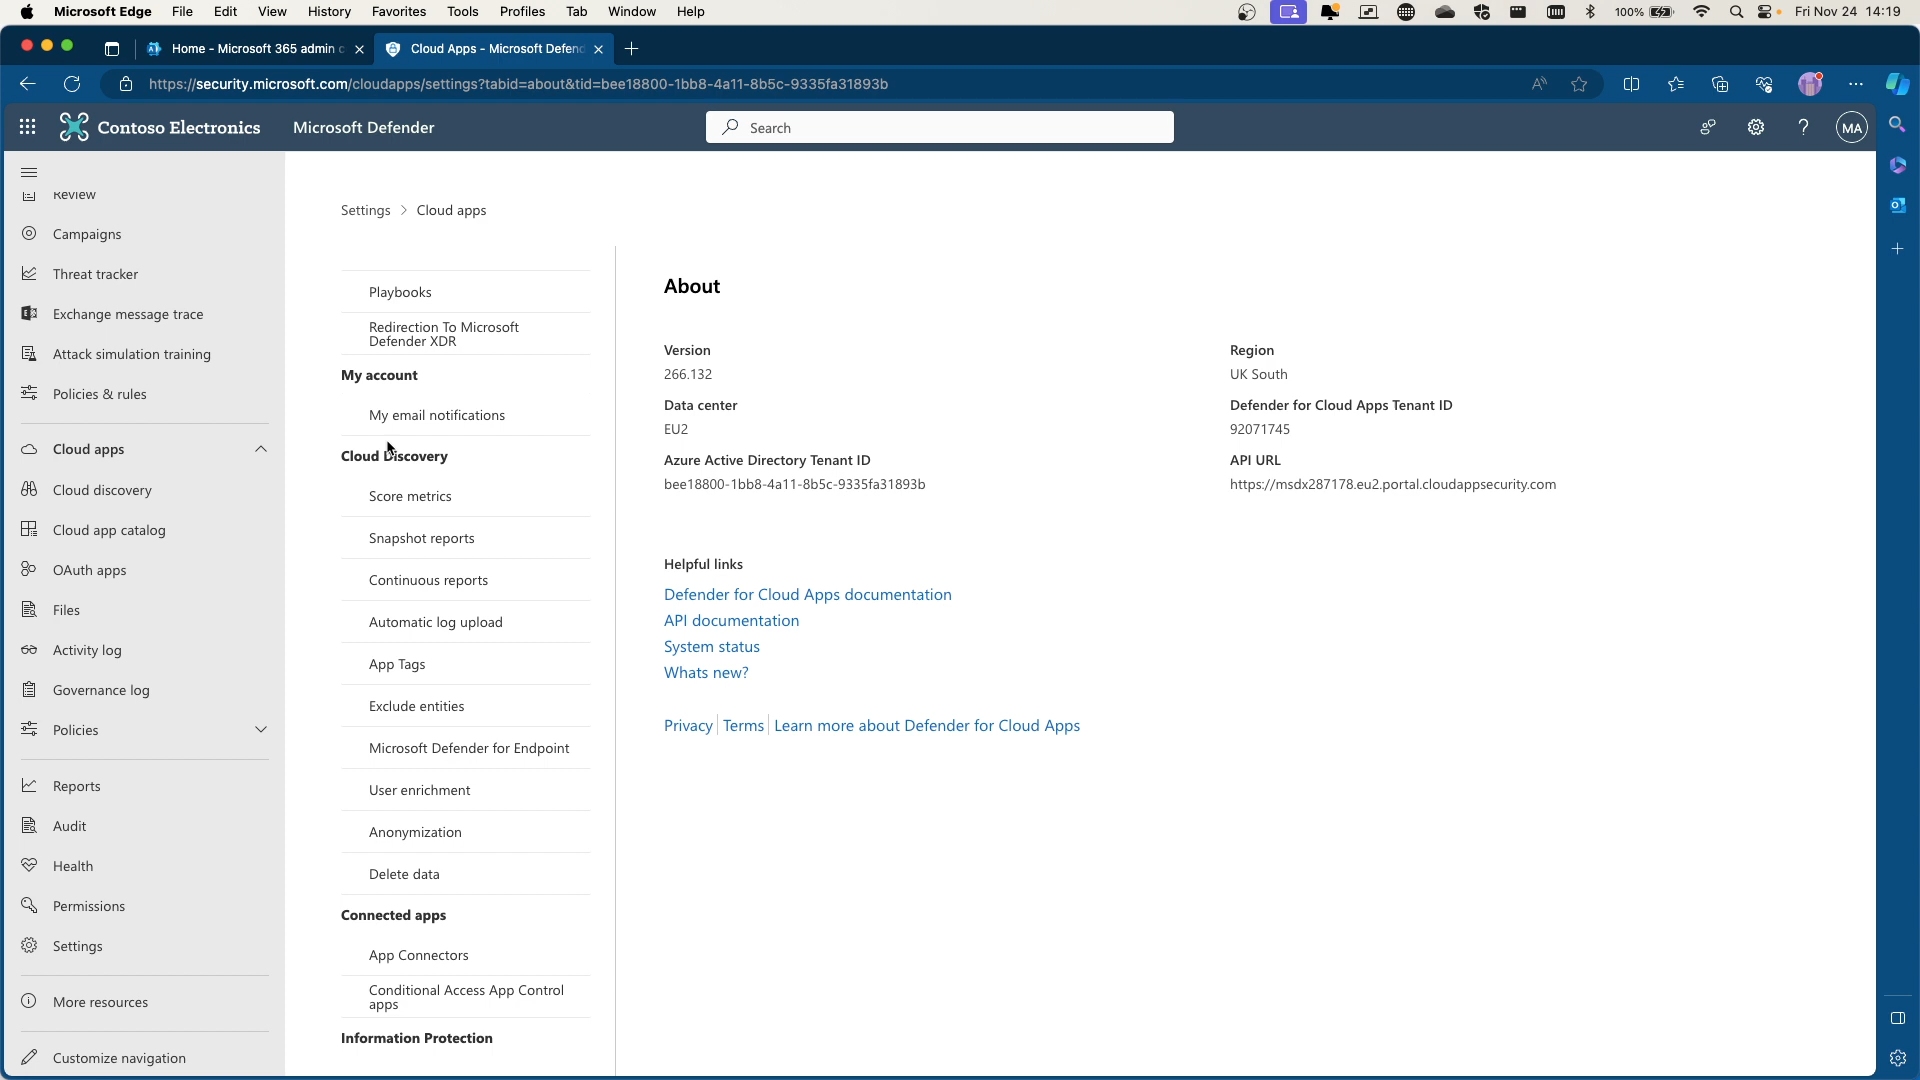 Microsoft Edge File Edit View History Favorites Tools Profiles Tab Window Help 100% Fri Nov 24 14:19
Home - Microsoft 365 admin c Cloud Apps - Microsoft Defend
https://security.microsoft.com/cloudapps/settings?tabid=about&tid=bee18800-1bb8-4a11-8b5c-9335fa31893b
Contoso Electronics Microsoft Defender Search MA
Review
Campaigns
Threat tracker
Exchange message trace
Attack simulation training
Policies & rules
Cloud apps
Cloud discovery
Cloud app catalog
OAuth apps
Files
Activity log
Governance log
Policies
Reports
Audit
Health
Permissions
Settings
More resources
Customize navigation
Settings > Cloud apps
Playbooks
Redirection To Microsoft
Defender XDR
My account
My email notifications
Cloud Discovery
Score metrics
Snapshot reports
Continuous reports
Automatic log upload
App Tags
Exclude entities
Microsoft Defender for Endpoint
User enrichment
Anonymization
Delete data
Connected apps
App Connectors
Conditional Access App Control
apps
Information Protection
About
Version
266.132
Data center
EU2
Azure Active Directory Tenant ID
bee18800-1bb8-4a11-8b5c-9335fa31893b
Region
UK South
Defender for Cloud Apps Tenant ID
92071745
API URL
https://msdx287178.eu2.portal.cloudappsecurity.com
Helpful links
Defender for Cloud Apps documentation
API documentation
System status
Whats new?
Privacy Terms Learn more about Defender for Cloud Apps